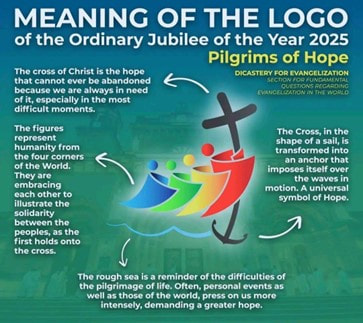 MEANING OF THE LOGO
of the Ordinary Jubilee of the Year 2025
Pilgrims of Hope
DICASTERY FOR EVANGELIZATION
SECTION FOR FUNDAMENTAL
QUESTIONS REGARDING
EVANGELIZATION IN THE WORLD
The cross of Christ is the hope
that cannot ever be abandoned
because we are always in need
of it, especially in the most
difficult moments.
The figures
represent
humanity from
the four corners
of the World.
They are
embracing
each other to
illustrate the
solidarity
between the
peoples, as the
first holds onto
the cross.
The Cross, in the
shape of a sail, is
transformed into
an anchor that
imposes itself over
the waves in
motion. A universal
symbol of Hope.
The rough sea is a reminder of the difficulties of
the pilgrimage of life. Often, personal events as
well as those of the world, press on us more
intensely, demanding a greater hope.